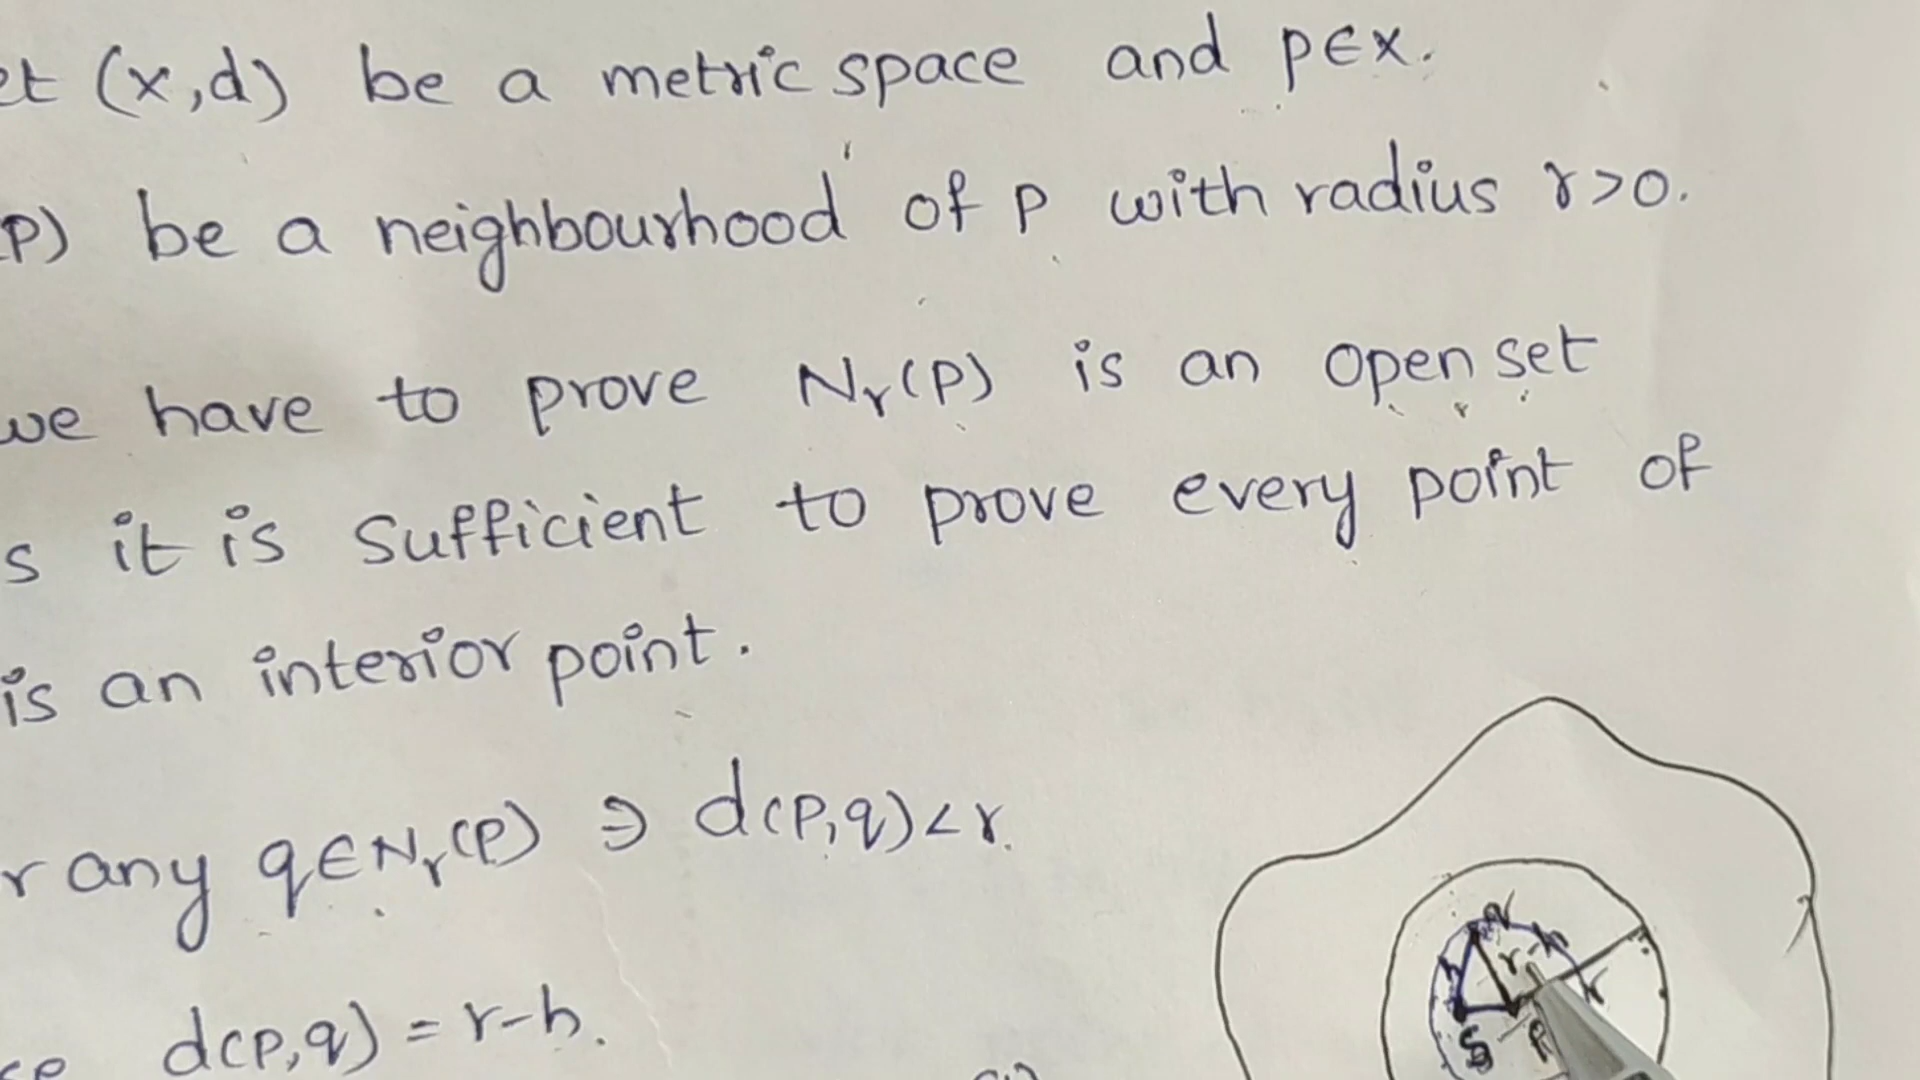 et (x,d) be a metric space and p∈x.
P) be a neighbourhood of P with radius r>0.
we have to prove Nr(P) is an open set
s it is sufficient to prove every point of
is an interior point.
r any q∈Nr(P) ⇒ d(P,q)<r.
d(P,q) = r-h.
q
h
r-h
r
S
P